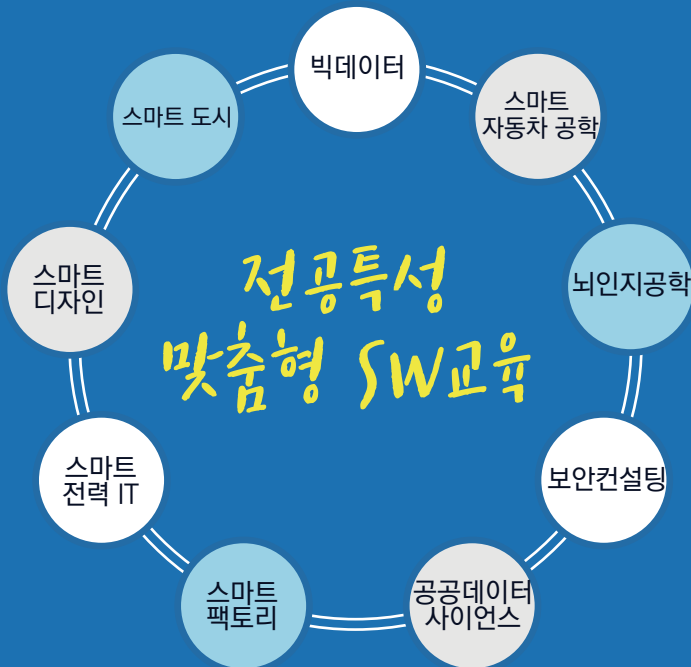 빅데이터
스마트
자동차 공학
뇌인지공학
보안컨설팅
공공데이터
사이언스
스마트
팩토리
스마트
전력 IT
스마트
디자인
스마트 도시
전공특성
맞춤형 SW교육